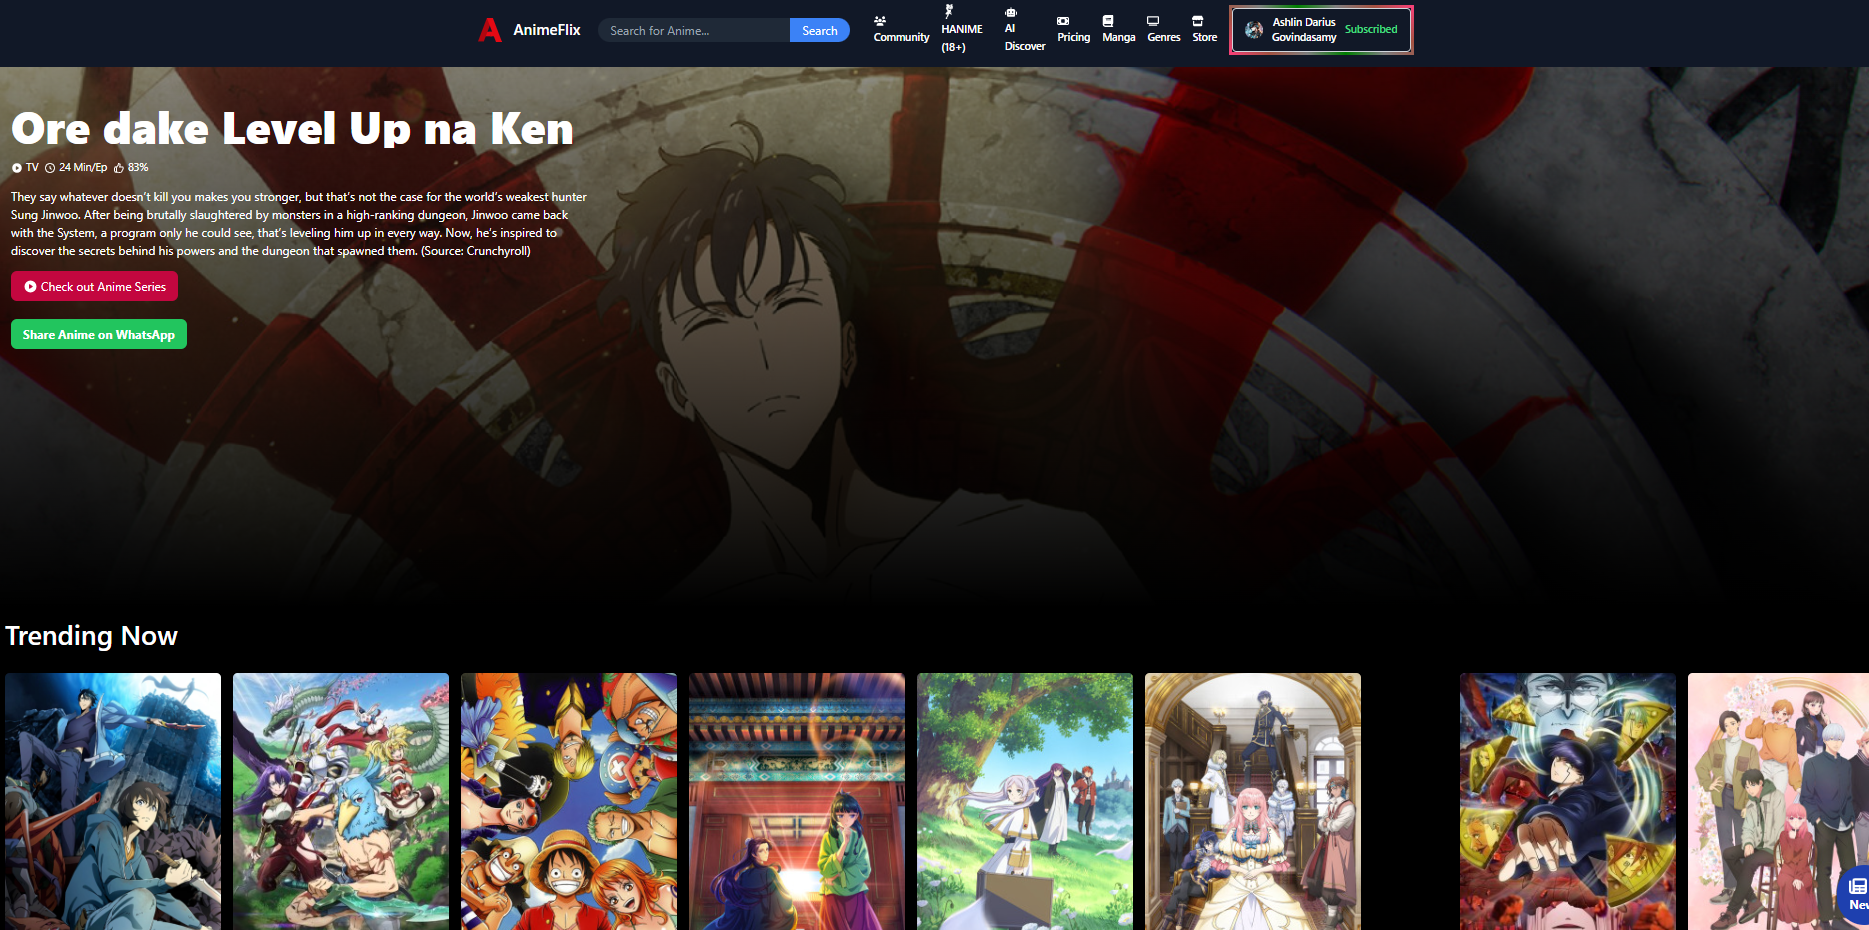 AnimeFlix
Search for Anime...
Search
Community
HANIME
(18+)
AI
Discover
Pricing
Manga
Genres
Store
Ashlin Darius
Govindasamy
Subscribed
Ore dake Level Up na Ken
TV 24 Min/Ep 83%
They say whatever doesn't kill you makes you stronger, but that's not the case for the world's weakest hunter
Sung Jinwoo. After being brutally slaughtered by monsters in a high-ranking dungeon, Jinwoo came back
with the System, a program only he could see, that's leveling him up in every way. Now, he's inspired to
discover the secrets behind his powers and the dungeon that spawned them. (Source: Crunchyroll)
Check out Anime Series
Share Anime on WhatsApp
Trending Now